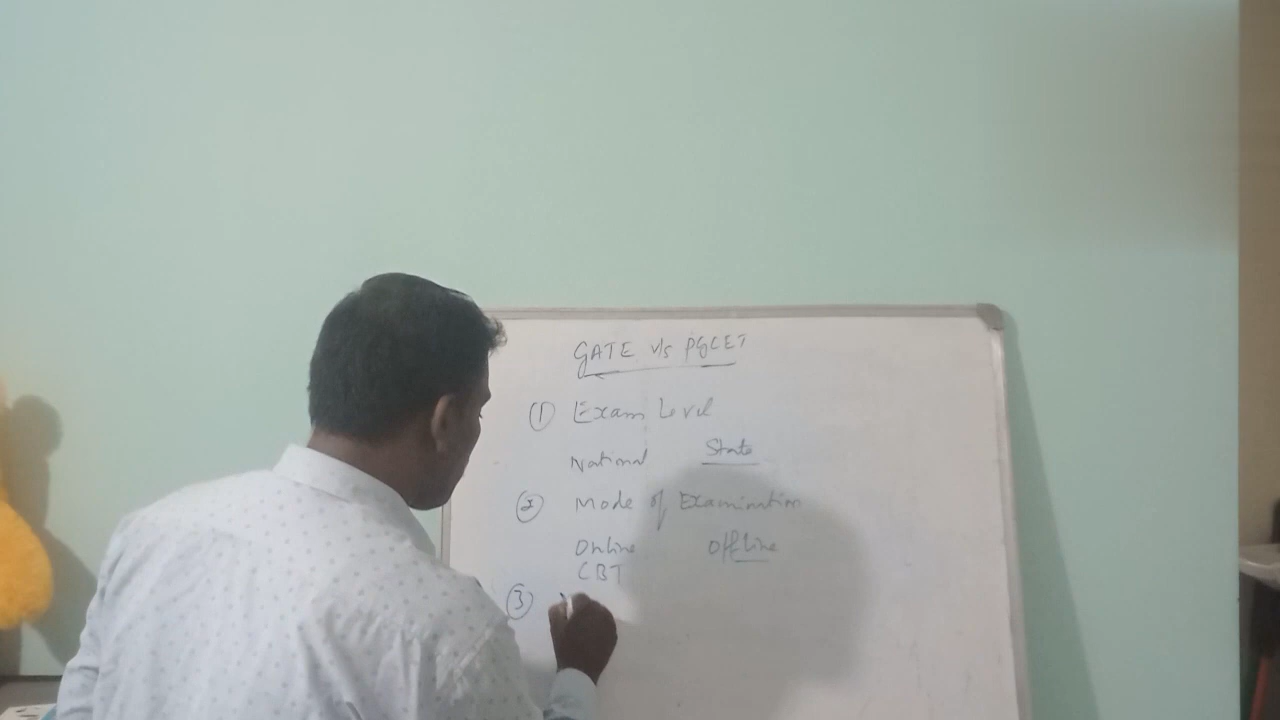 GATE v/s PGCET
① Exam Level
National State
② Mode of Examination
Online Offline
CBT
③